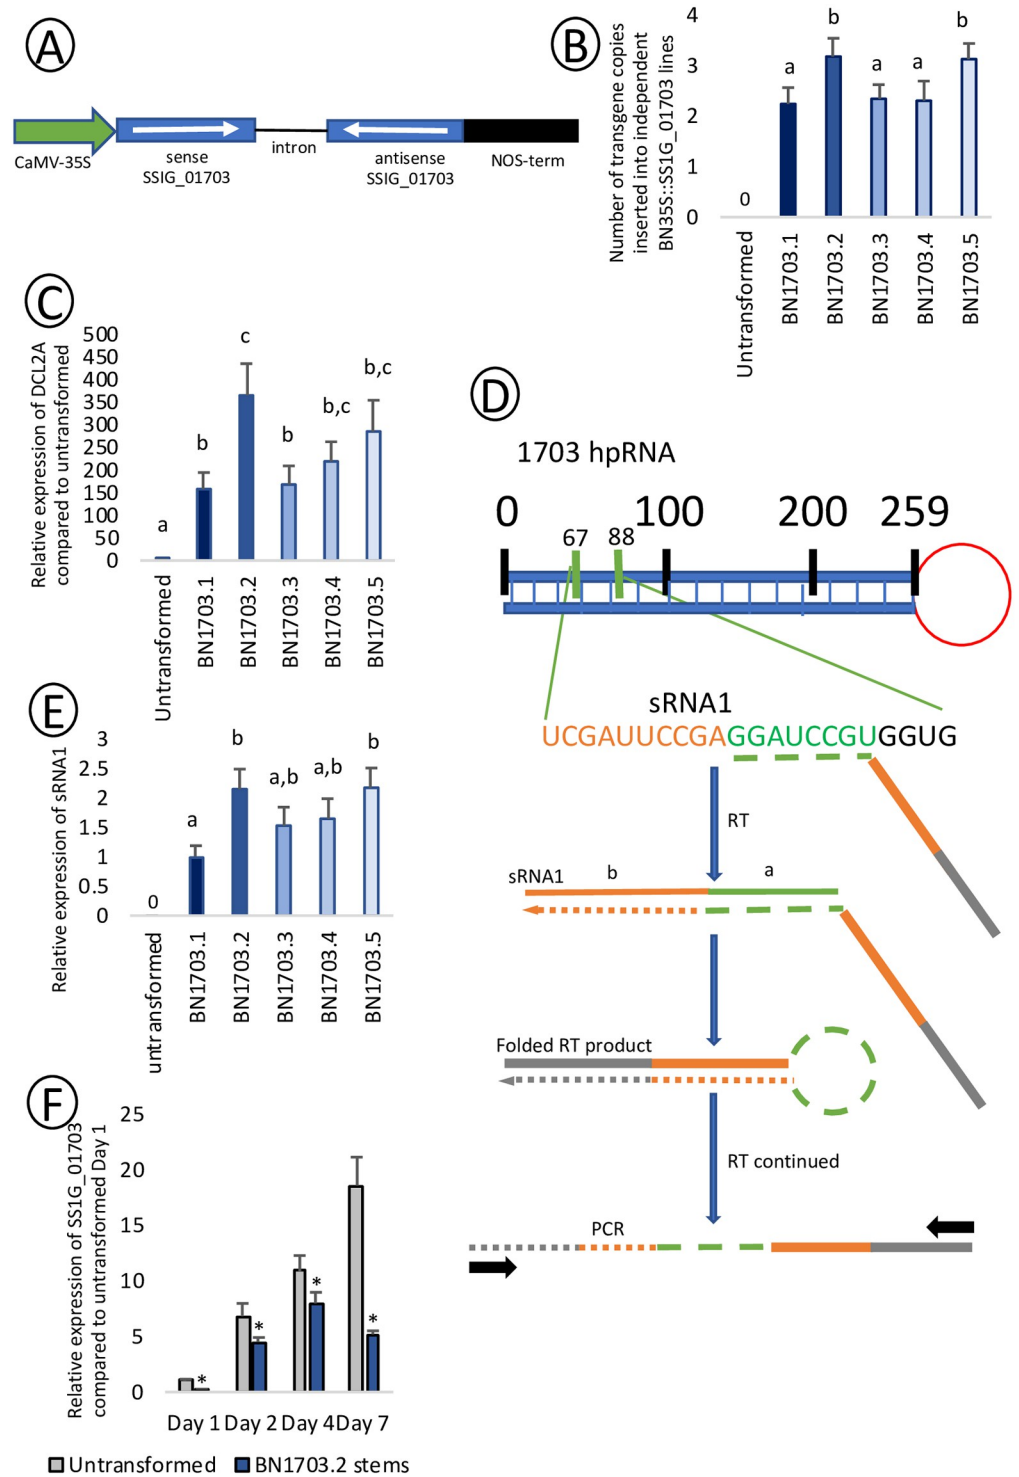 A
CaMV-35S
sense
SSIG_01703
intron
antisense
SSIG_01703
NOS-term
B
Number of transgene copies
inserted into independent
BN35S::SS1G_01703 lines
4
3
2
1
0
0
a
b
a
a
b
Untransformed
BN1703.1
BN1703.2
BN1703.3
BN1703.4
BN1703.5
C
Relative expression of DCL2A
compared to untransformed
500
450
400
350
300
250
200
150
100
50
0
a
b
c
b
b,c
b,c
Untransformed
BN1703.1
BN1703.2
BN1703.3
BN1703.4
BN1703.5
D
1703 hpRNA
0
100
200
259
67
88
sRNA1
UCGAUUCCGAGGAUCCGUGGUG
RT
sRNA1
b
a
Folded RT product
RT continued
PCR
E
Relative expression of sRNA1
3
2.5
2
1.5
1
0.5
0
0
a
b
a,b
a,b
b
untransformed
BN1703.1
BN1703.2
BN1703.3
BN1703.4
BN1703.5
F
Relative expression of SS1G_01703
compared to untransformed Day 1
25
20
15
10
5
0
*
*
*
*
Day 1
Day 2
Day 4
Day 7
Untransformed
BN1703.2 stems